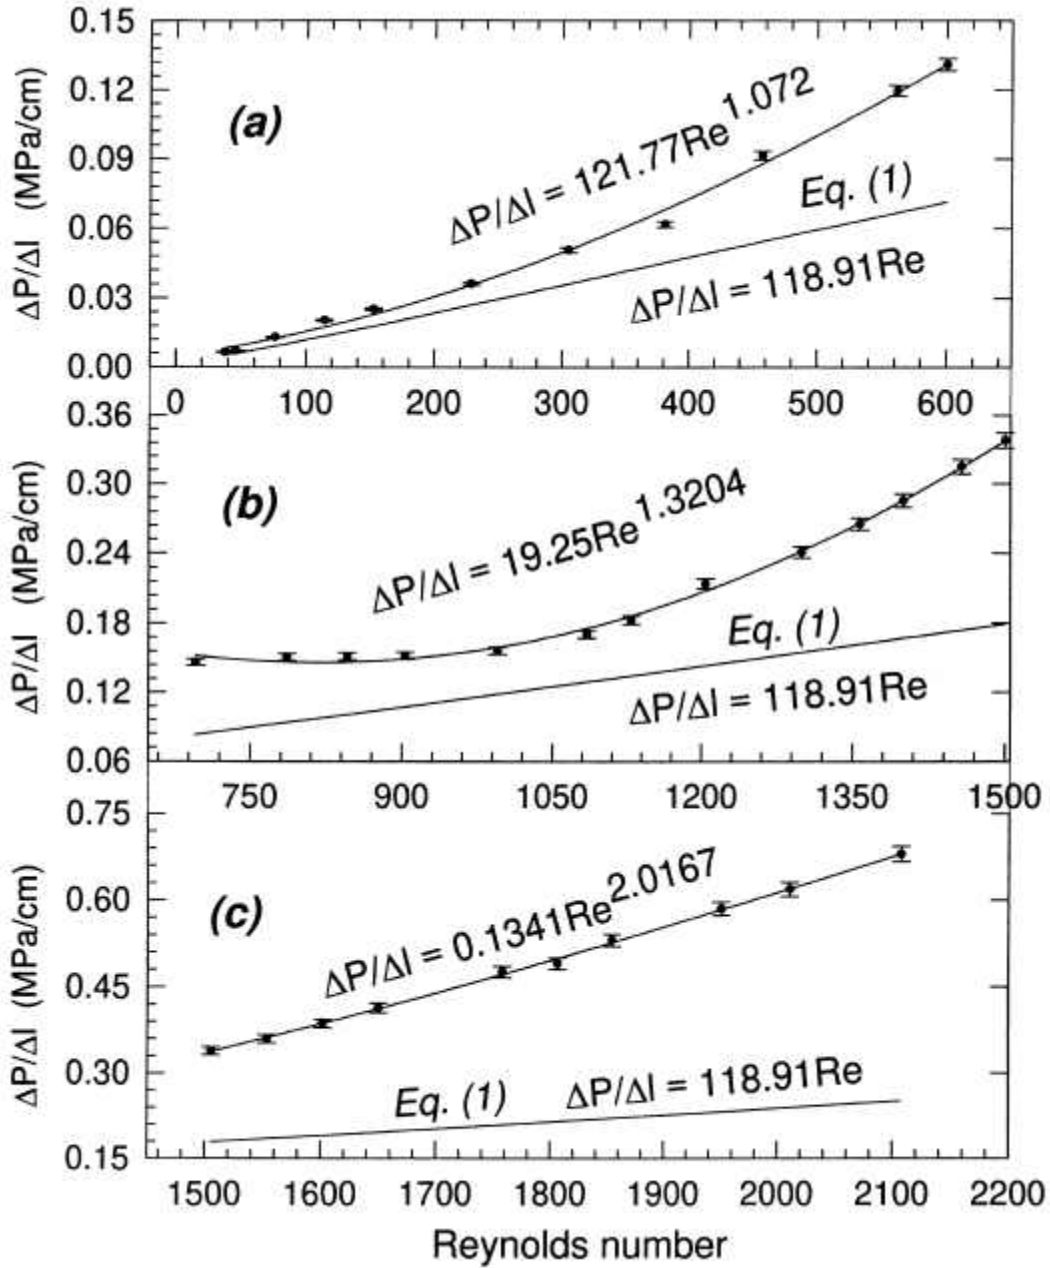 0.15
0.12
0.09
0.06
0.03
0.00
ΔP/Δl (MPa/cm)
(a)
ΔP/Δl = 121.77Re^1.072
Eq. (1)
ΔP/Δl = 118.91Re
0 100 200 300 400 500 600
0.36
0.30
0.24
0.18
0.12
0.06
ΔP/Δl (MPa/cm)
(b)
ΔP/Δl = 19.25Re^1.3204
Eq. (1)
ΔP/Δl = 118.91Re
750 900 1050 1200 1350 1500
0.75
0.60
0.45
0.30
0.15
ΔP/Δl (MPa/cm)
(c)
ΔP/Δl = 0.1341Re^2.0167
Eq. (1) ΔP/Δl = 118.91Re
1500 1600 1700 1800 1900 2000 2100 2200
Reynolds number